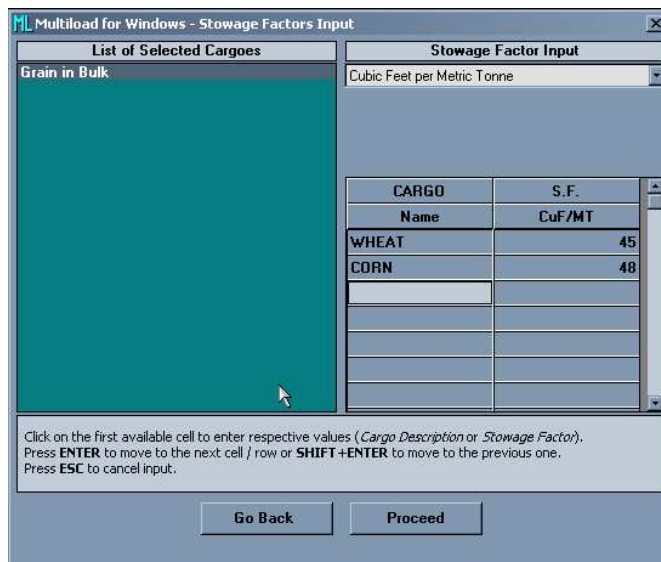 ML Multiload for Windows - Stowage Factors Input
List of Selected Cargoes
Grain in Bulk
Stowage Factor Input
Cubic Feet per Metric Tonne
CARGO S.F.
Name CuF/MT
WHEAT 45
CORN 48
Click on the first available cell to enter respective values (Cargo Description or Stowage Factor).
Press ENTER to move to the next cell / row or SHIFT+ENTER to move to the previous one.
Press ESC to cancel input.
Go Back Proceed